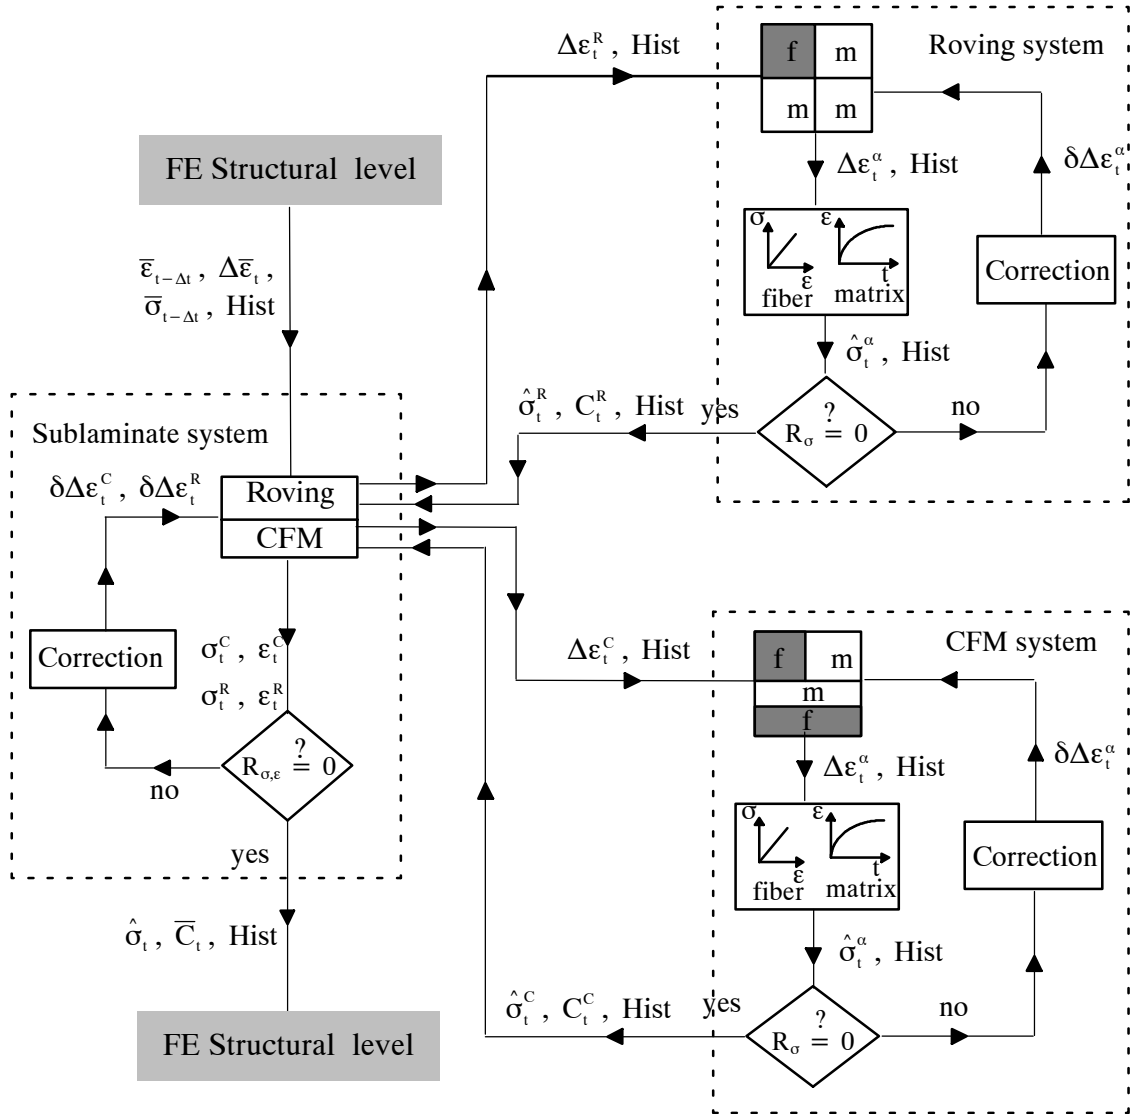 Δε_t^R , Hist
Roving system
f m
m m
FE Structural level
Δε_t^α , Hist
δΔε_t^α
σ ε
ε t
fiber matrix
Correction
ε̅_{t−Δt} , Δε̅_t ,
σ̅_{t−Δt} , Hist
σ̂_t^α , Hist
σ̂_t^R , C_t^R , Hist yes
?
R_σ = 0
no
Sublaminate system
δΔε_t^C , δΔε_t^R
Roving
CFM
Correction
σ_t^C , ε_t^C
σ_t^R , ε_t^R
?
R_{σ,ε} = 0
no
yes
Δε_t^C , Hist
CFM system
f m
m
f
Δε_t^α , Hist
δΔε_t^α
σ ε
ε t
fiber matrix
Correction
σ̂_t , C̅_t , Hist
σ̂_t^α , Hist
σ̂_t^C , C_t^C , Hist yes
?
R_σ = 0
no
FE Structural level